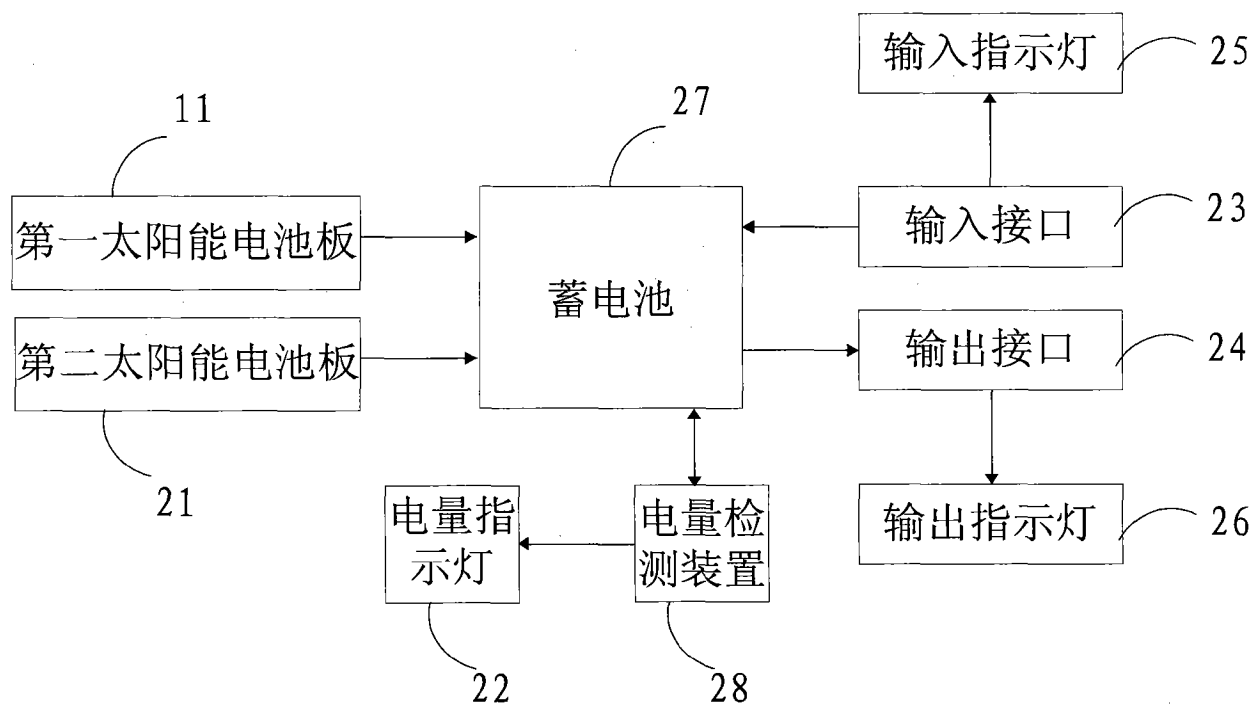 输入指示灯
25
11
27
第一太阳能电池板
蓄电池
输入接口
23
第二太阳能电池板
输出接口
24
21
电量指
示灯
电量检
测装置
输出指示灯
26
22
28